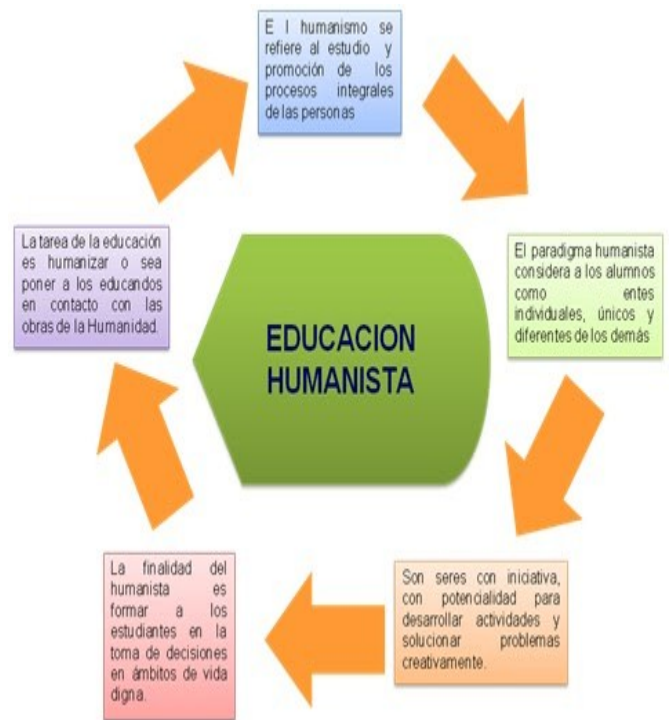 E l humanismo se
refiere al estudio y
promoción de los
procesos integrales
de las personas
El paradigma humanista
considera a los alumnos
como entes
individuales, únicos y
diferentes de los demás
Son seres con iniciativa,
con potencialidad para
desarrollar actividades y
solucionar problemas
creativamente.
La finalidad del
humanista es
formar a los
estudiantes en la
toma de decisiones
en ámbitos de vida
digna.
La tarea de la educación
es humanizar o sea
poner a los educandos
en contacto con las
obras de la Humanidad.
EDUCACION
HUMANISTA